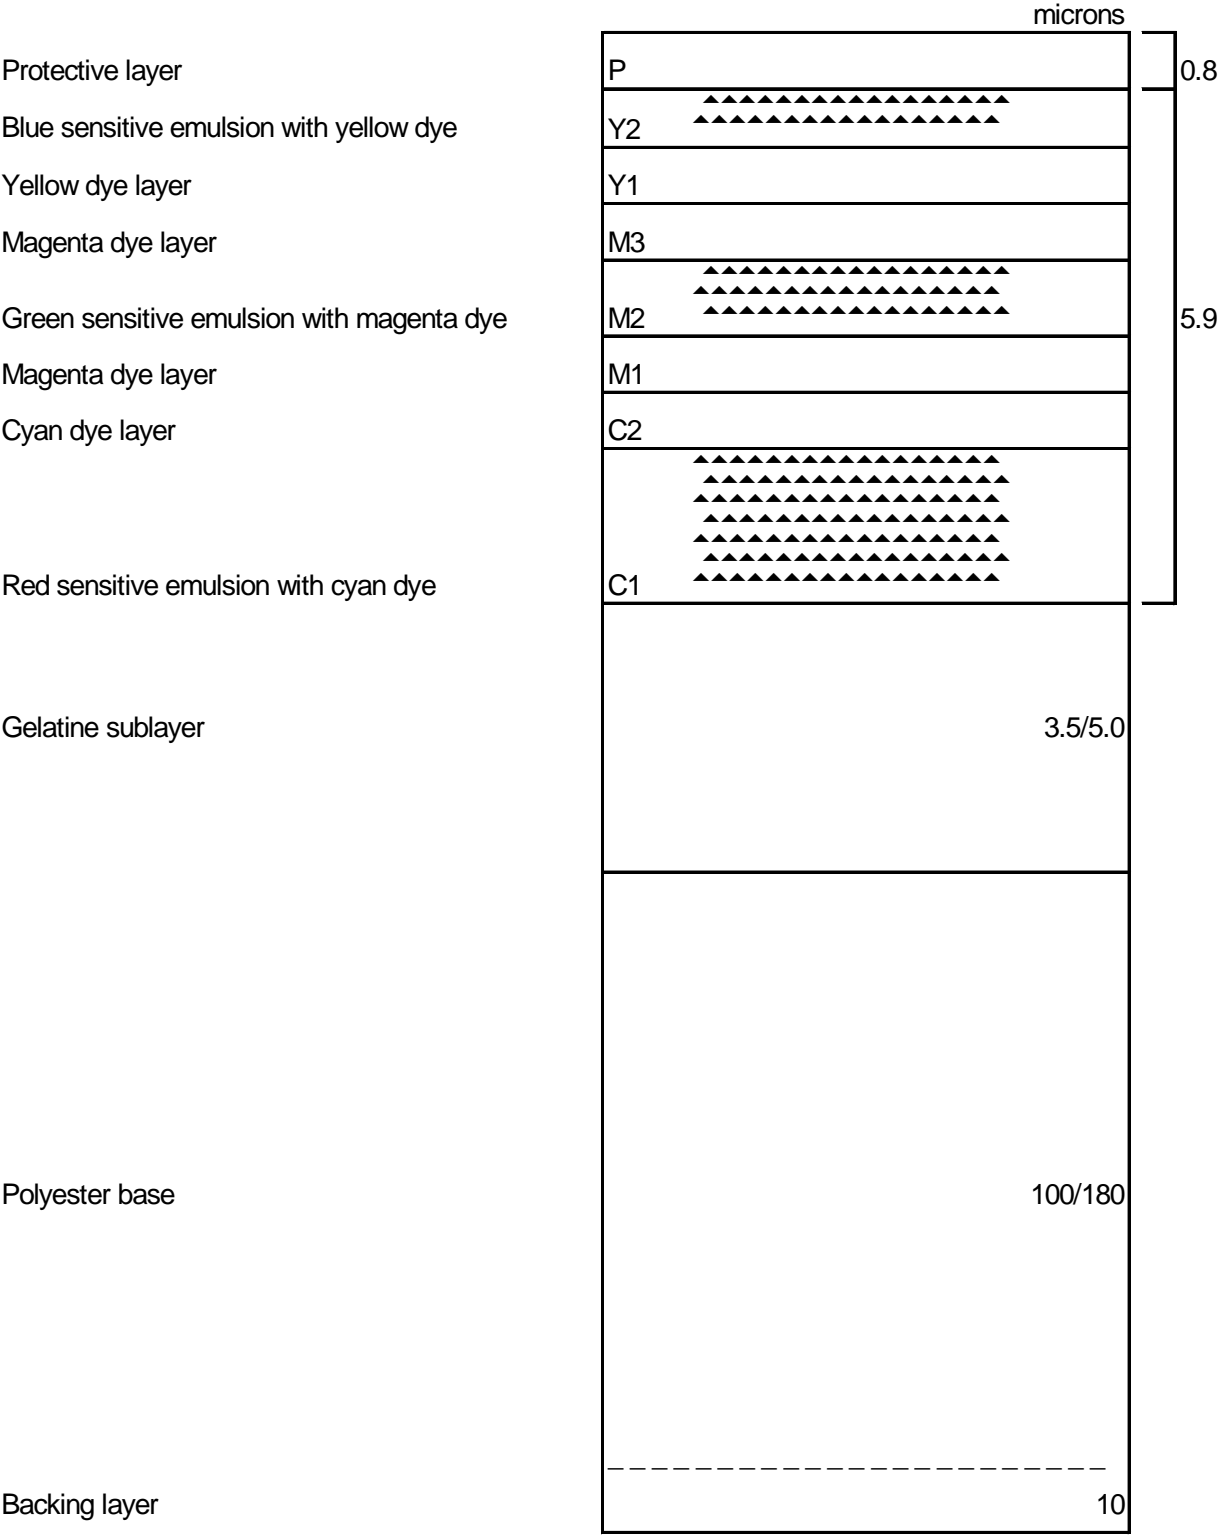 microns
Protective layer P 0.8
Blue sensitive emulsion with yellow dye Y2
Yellow dye layer Y1
Magenta dye layer M3
Green sensitive emulsion with magenta dye M2 5.9
Magenta dye layer M1
Cyan dye layer C2
Red sensitive emulsion with cyan dye C1
Gelatine sublayer 3.5/5.0
Polyester base 100/180
Backing layer 10